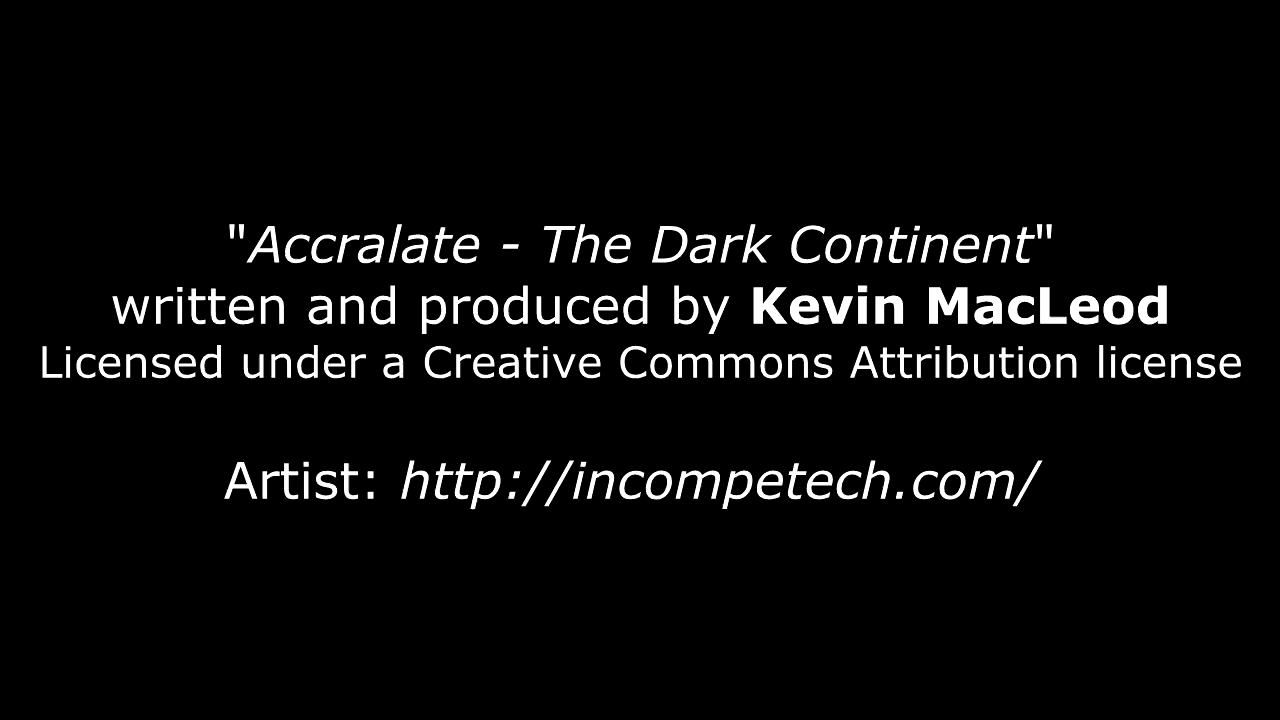 "Accralate - The Dark Continent"
written and produced by Kevin MacLeod
Licensed under a Creative Commons Attribution license
Artist: http://incompetech.com/